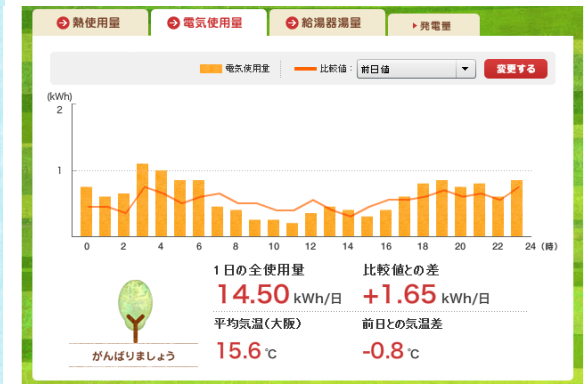 熱使用量 電気使用量 給湯器湯量 発電量
電気使用量 比較値: 前日値 変更する
(kWh)
2
1
0 2 4 6 8 10 12 14 16 18 20 22 24 (時)
1日の全使用量 比較値との差
14.50 kWh/日 +1.65 kWh/日
平均気温(大阪) 前日との気温差
15.6 ℃ -0.8 ℃
がんばりましょう